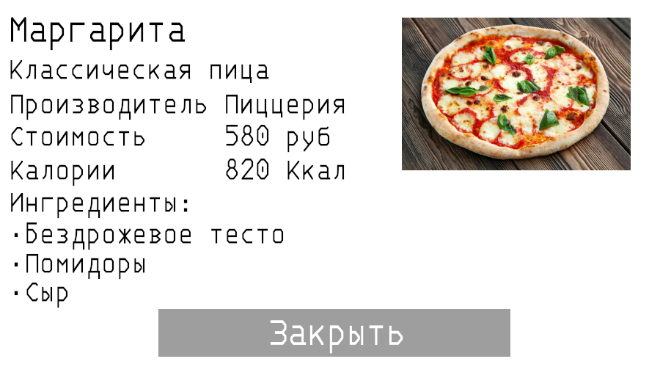 Маргарита
Классическая пица
Производитель Пиццерия
Стоимость 580 руб
Калории 820 Ккал
Ингредиенты:
·Бездрожевое тесто
·Помидоры
·Сыр
Закрыть